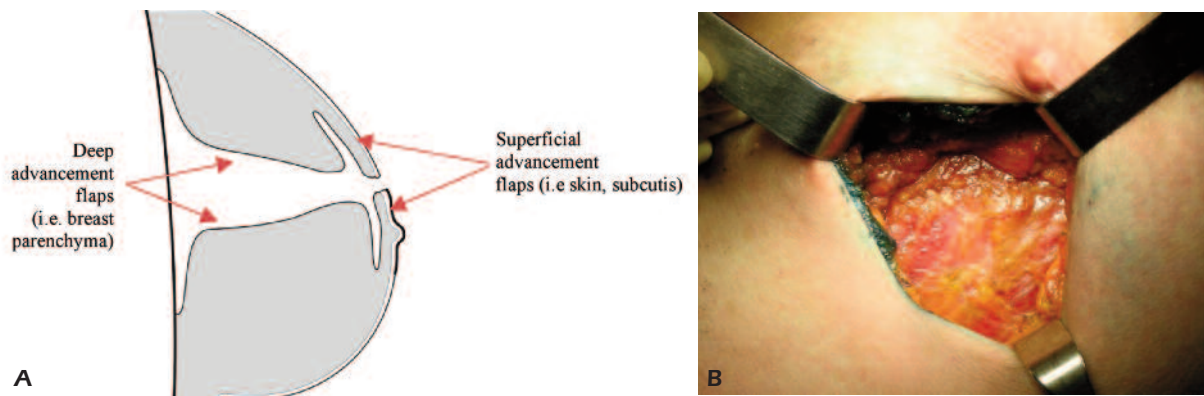 Deep
advancement
flaps
(i.e. breast
parenchyma)
Superficial
advancement
flaps (i.e skin, subcutis)
A
B